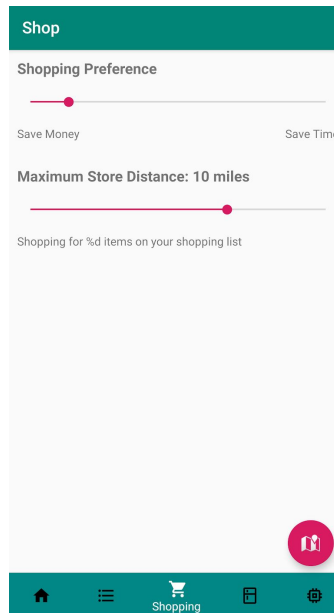 Shop
Shopping Preference
Save Money Save Time
Maximum Store Distance: 10 miles
Shopping for %d items on your shopping list
Shopping